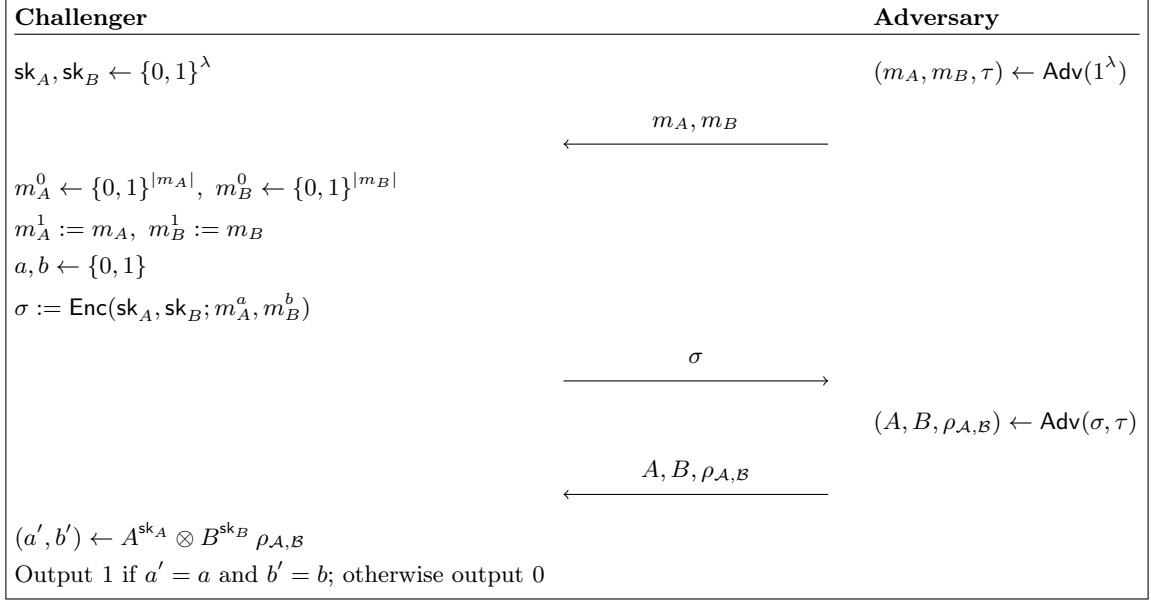 Challenger Adversary
sk_A, sk_B ← {0, 1}^λ (m_A, m_B, τ) ← Adv(1^λ)
m_A, m_B
m_A^0 ← {0, 1}^{|m_A|}, m_B^0 ← {0, 1}^{|m_B|}
m_A^1 := m_A, m_B^1 := m_B
a, b ← {0, 1}
σ := Enc(sk_A, sk_B; m_A^a, m_B^b)
σ
(A, B, ρ_{𝒜,ℬ}) ← Adv(σ, τ)
A, B, ρ_{𝒜,ℬ}
(a′, b′) ← A^{sk_A} ⊗ B^{sk_B} ρ_{𝒜,ℬ}
Output 1 if a′ = a and b′ = b; otherwise output 0